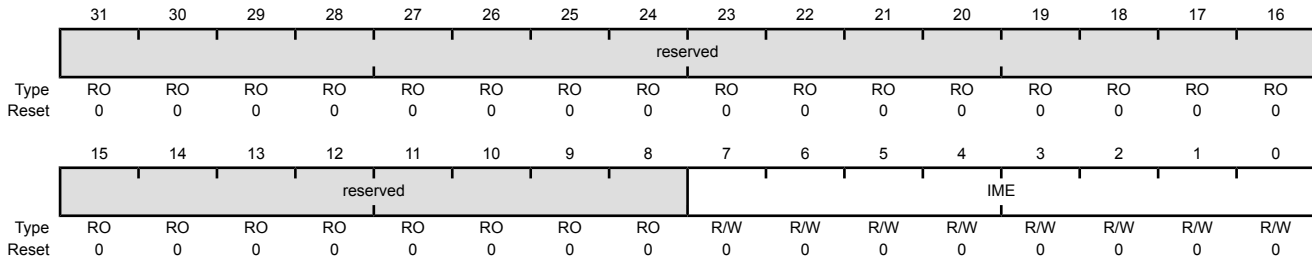 31 30 29 28 27 26 25 24 23 22 21 20 19 18 17 16
reserved
Type RO RO RO RO RO RO RO RO RO RO RO RO RO RO RO RO
Reset 0 0 0 0 0 0 0 0 0 0 0 0 0 0 0 0
15 14 13 12 11 10 9 8 7 6 5 4 3 2 1 0
reserved IME
Type RO RO RO RO RO RO RO RO R/W R/W R/W R/W R/W R/W R/W R/W
Reset 0 0 0 0 0 0 0 0 0 0 0 0 0 0 0 0